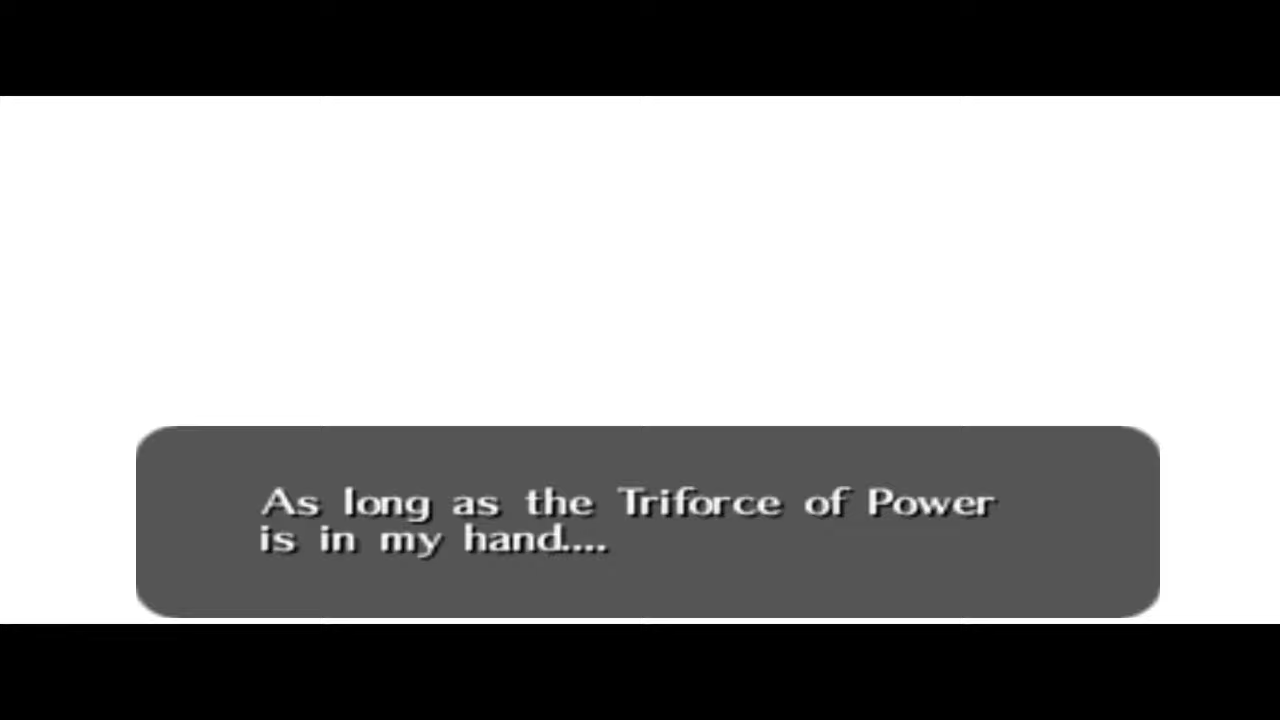 As long as the Triforce of Power
is in my hand....